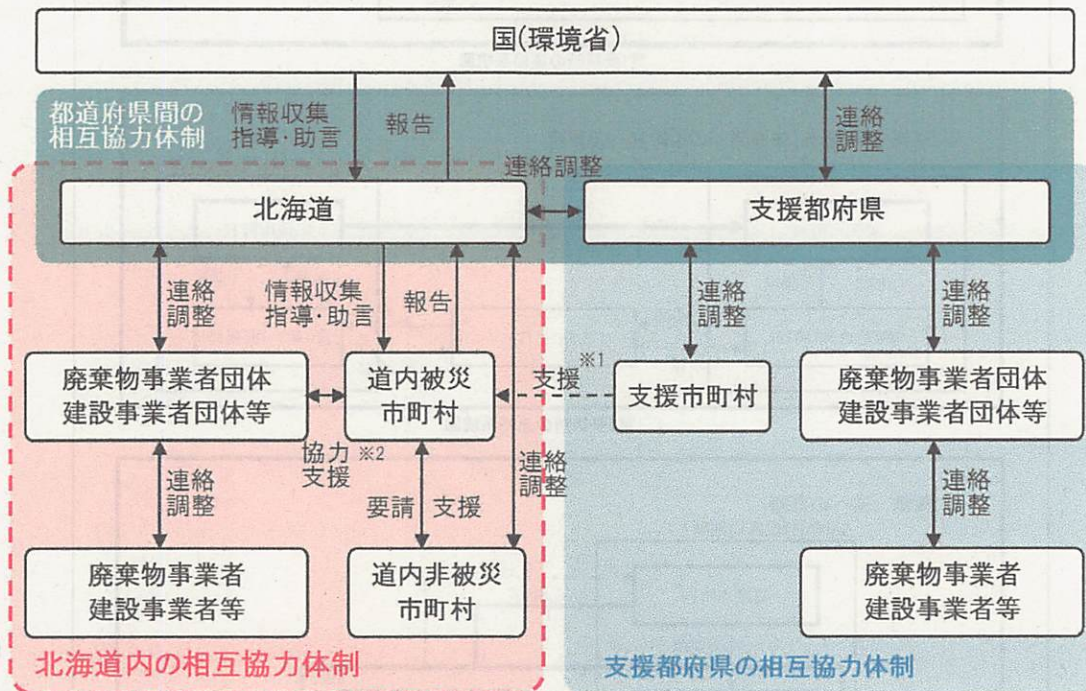 国(環境省)
都道府県間の
相互協力体制
情報収集
指導・助言
報告
連絡
調整
連絡調整
北海道
支援都府県
連絡
調整
情報収集
指導・助言
報告
連絡
調整
連絡
調整
廃棄物事業者団体
建設事業者団体等
道内被災
市町村
支援
※1
支援市町村
廃棄物事業者団体
建設事業者団体等
協力
支援
※2
連絡
調整
連絡
調整
要請
支援
連絡
調整
廃棄物事業者
建設事業者等
道内非被災
市町村
廃棄物事業者
建設事業者等
北海道内の相互協力体制
支援都府県の相互協力体制